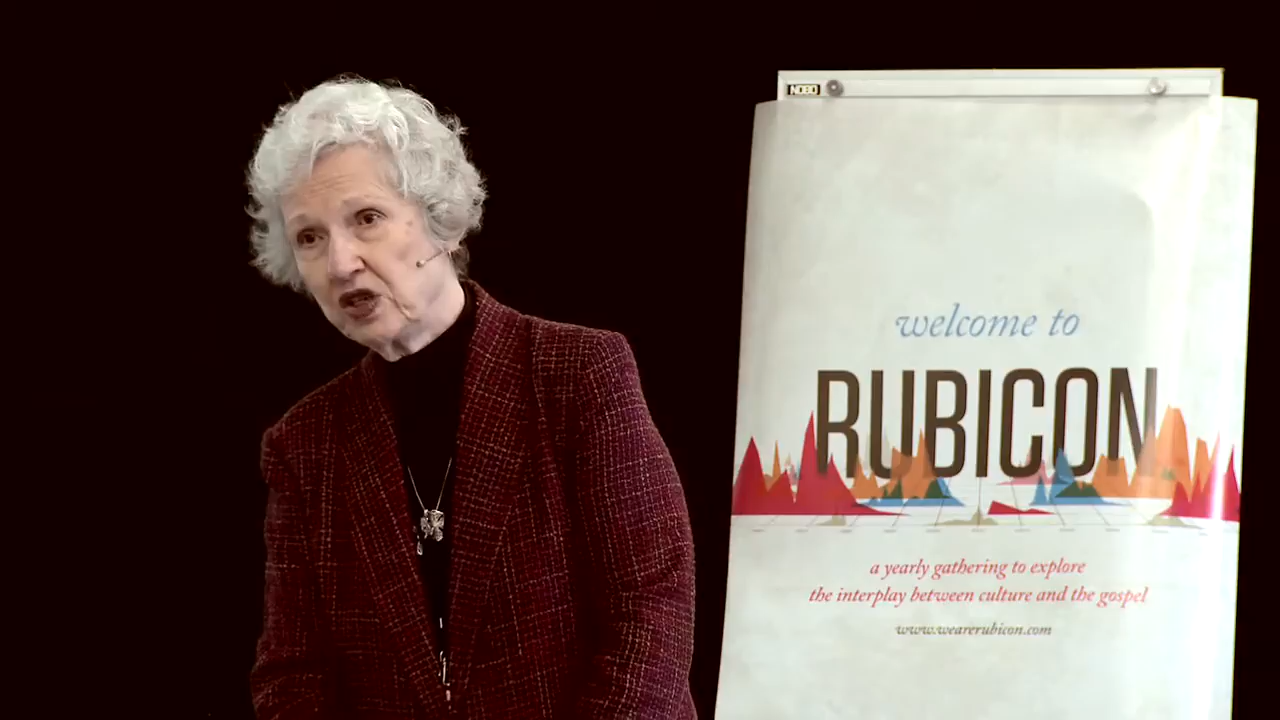 NOBO
welcome to
RUBICON
a yearly gathering to explore
the interplay between culture and the gospel
www.wearerubicon.com